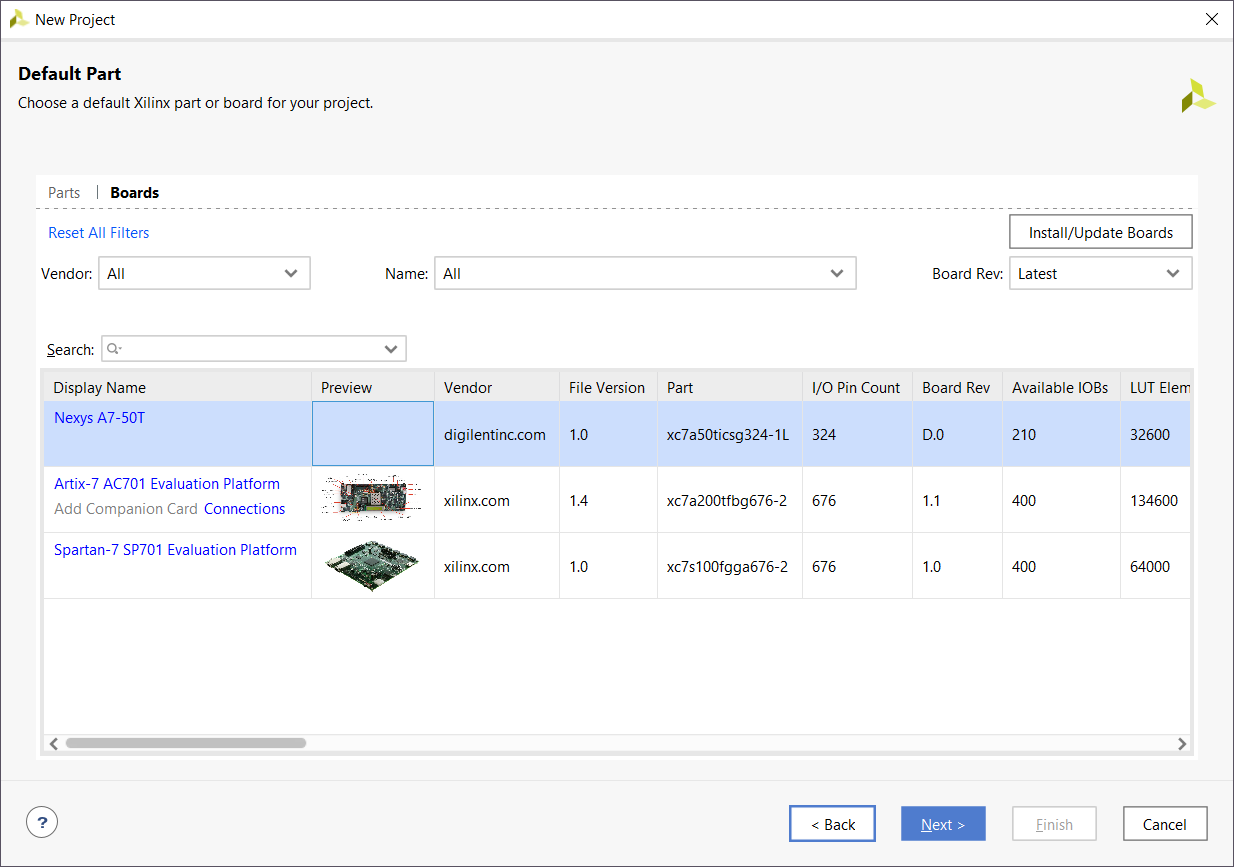 New Project
Default Part
Choose a default Xilinx part or board for your project.
Parts | Boards
Reset All Filters Install/Update Boards
Vendor: All Name: All Board Rev: Latest
Search:
Display Name Preview Vendor File Version Part I/O Pin Count Board Rev Available IOBs LUT Elem
Nexys A7-50T digilentinc.com 1.0 xc7a50ticsg324-1L 324 D.0 210 32600
Artix-7 AC701 Evaluation Platform
Add Companion Card Connections xilinx.com 1.4 xc7a200tfbg676-2 676 1.1 400 134600
Spartan-7 SP701 Evaluation Platform xilinx.com 1.0 xc7s100fgga676-2 676 1.0 400 64000
? < Back Next > Finish Cancel